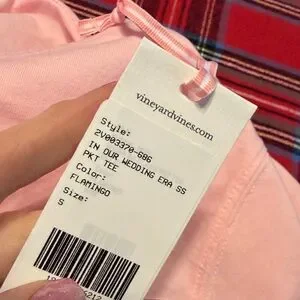 vineyardvines.com
Style:
2V003370-686
IN OUR WEDDING ERA SS
PKT TEE
Color:
FLAMINGO
Size:
S